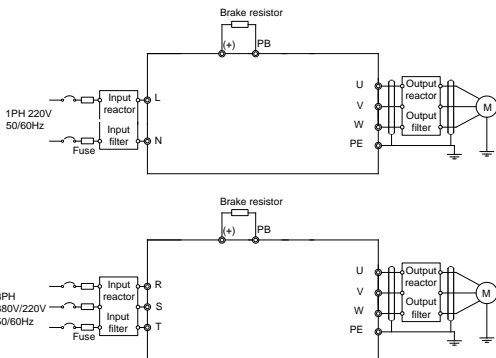 Brake resistor
(+) PB
1PH 220V
50/60Hz
Fuse
Input
reactor
Input
filter
L
N
U
V
W
PE
Output
reactor
Output
filter
M
Brake resistor
(+) PB
3PH
380V/220V
50/60Hz
Fuse
Input
reactor
Input
filter
R
S
T
U
V
W
PE
Output
reactor
Output
filter
M